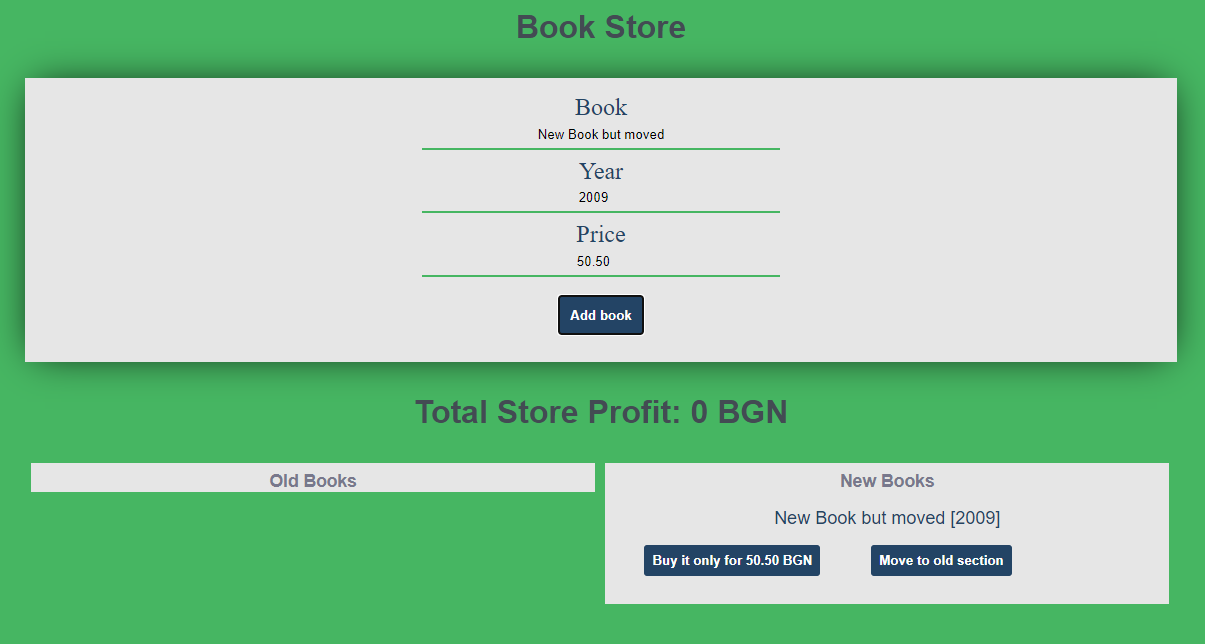 Book Store
Book
New Book but moved
Year
2009
Price
50.50
Add book
Total Store Profit: 0 BGN
Old Books
New Books
New Book but moved [2009]
Buy it only for 50.50 BGN
Move to old section